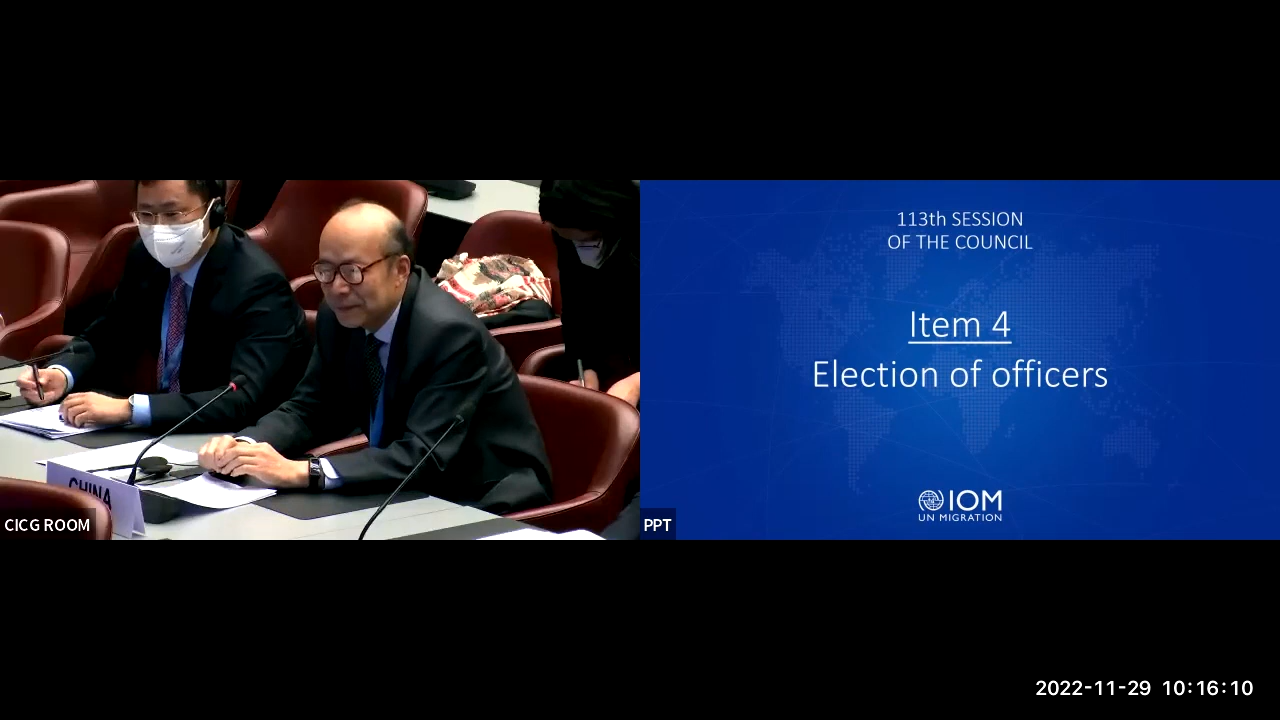 CHINA
CICG ROOM
113th SESSION
OF THE COUNCIL
Item 4
Election of officers
IOM
UN MIGRATION
PPT
2022-11-29 10:16:10